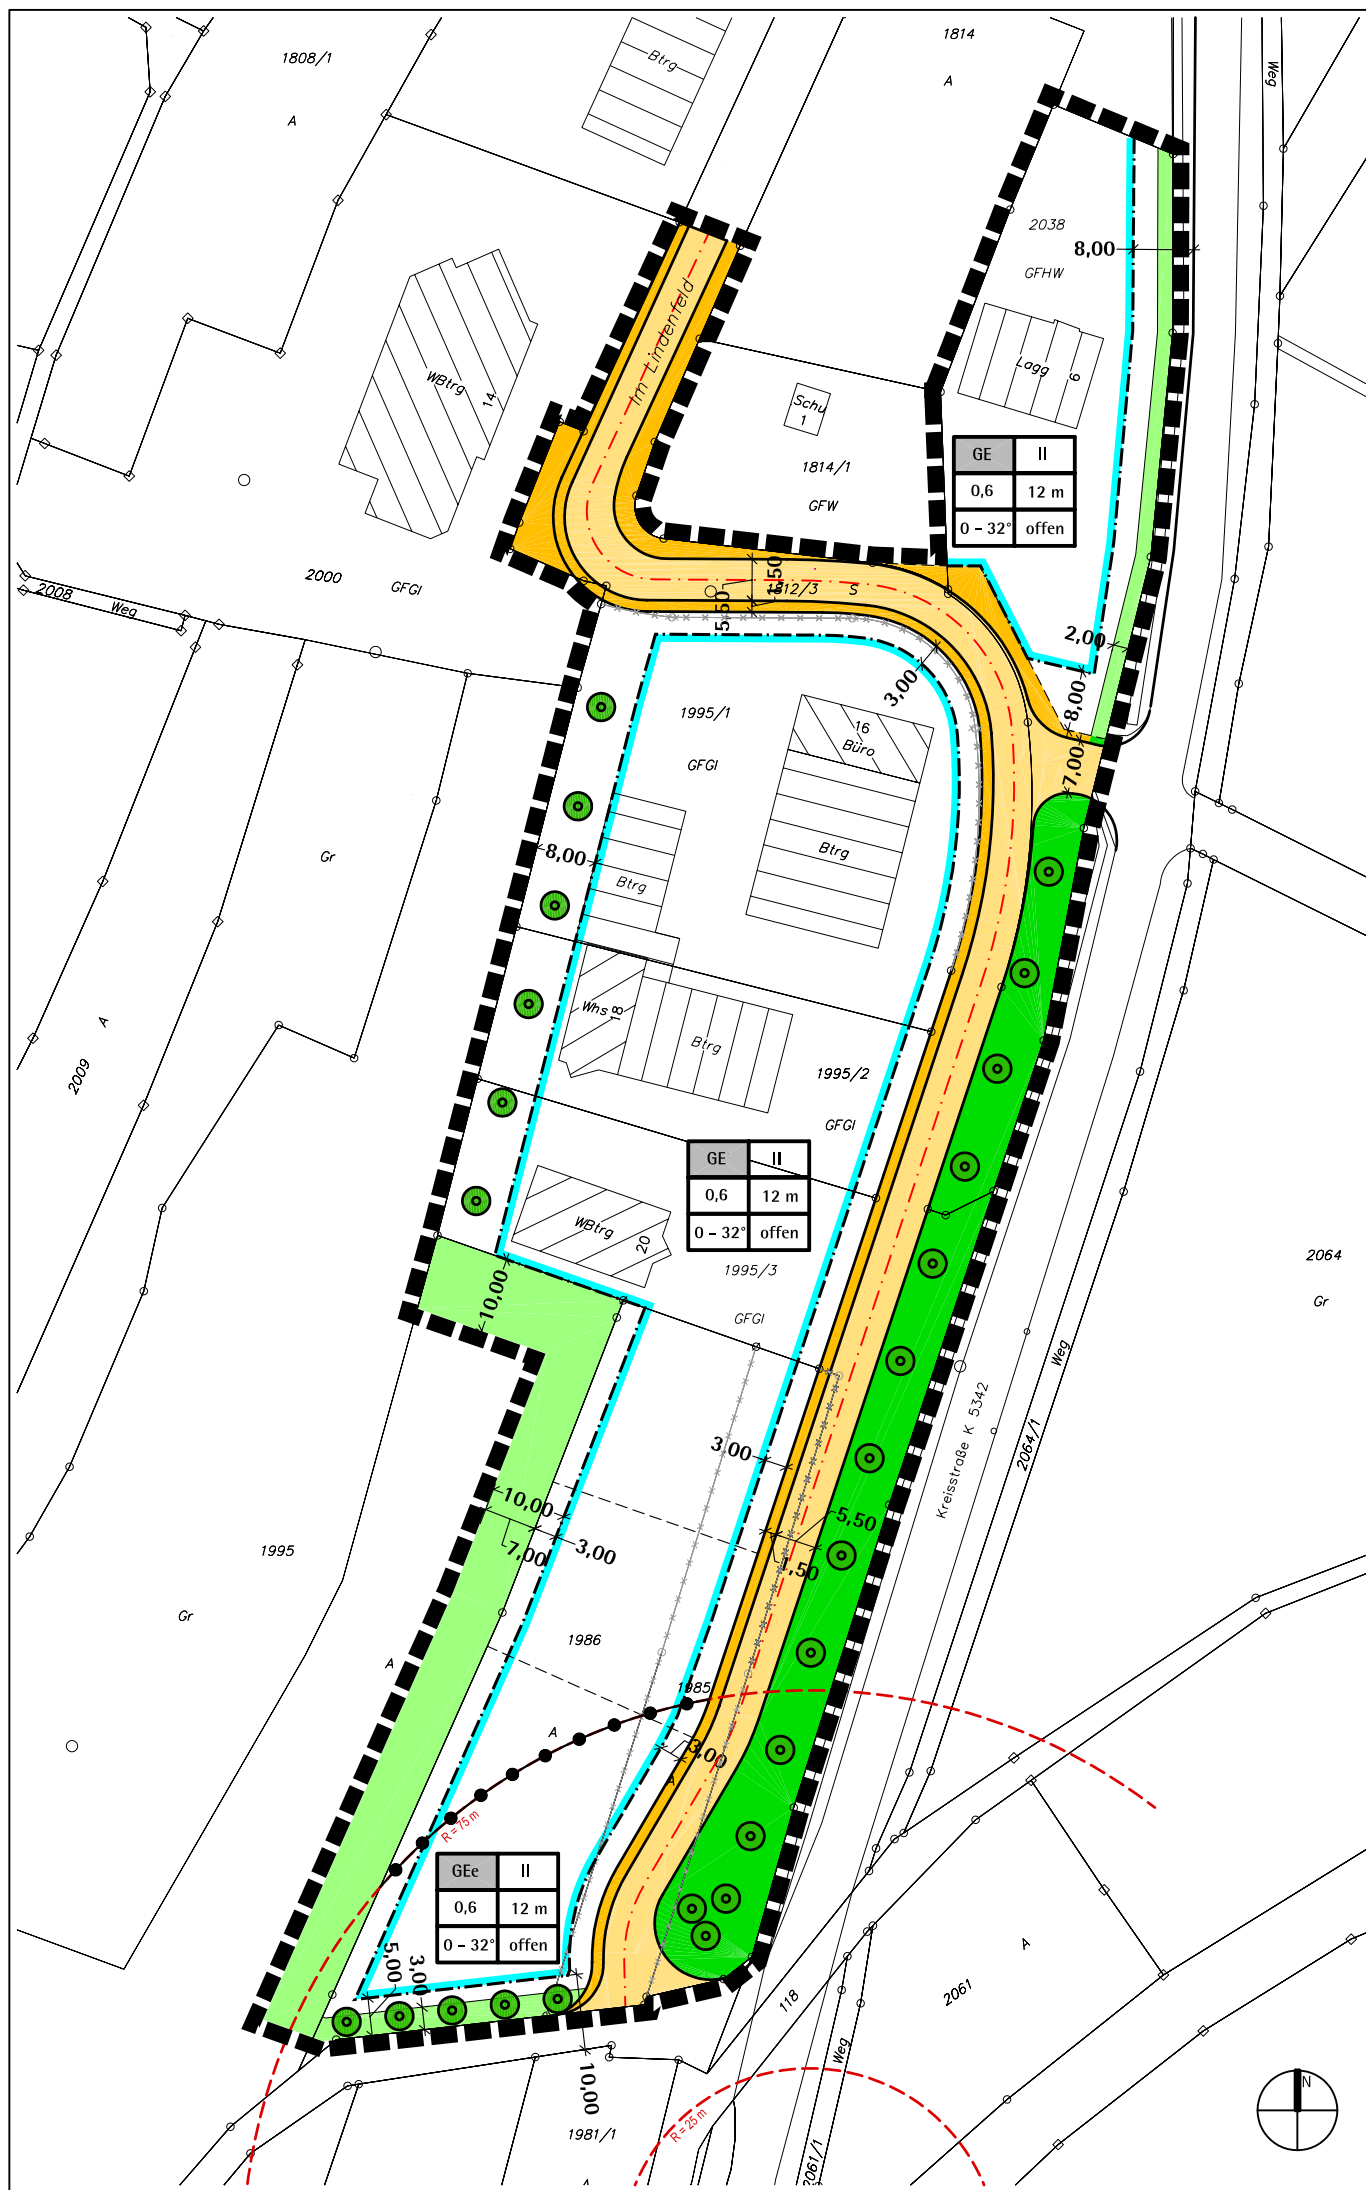 1808/1
A
Btrg
1814
A
Weg
2038
8,00
GFHW
Im Lindenfeld
WBtrg
14
Schu
1
Lagg
6
1814/1
GFW
GE II
0,6 12 m
0 - 32° offen
2000
GFGI
2008
Weg
1,50
5,50
1812/3
S
2,00
3,00
8,00
7,00
1995/1
GFGI
16
Büro
Btrg
Gr
8,00
Btrg
A
2009
Whs
18
Btrg
1995/2
GFGI
GE II
0,6 12 m
0 - 32° offen
WBtrg
20
10,00
1995/3
GFGI
2064
Gr
Weg
2064/1
Kreisstraße K 5342
3,00
10,00
7,00
3,00
5,50
1,50
1995
Gr
1986
A
1985
A
3,00
A
R = 75 m
GEe II
0,6 12 m
0 - 32° offen
5,00
3,00
10,00
118
A
2061
Weg
N
R = 25 m
1981/1
A
2061/1